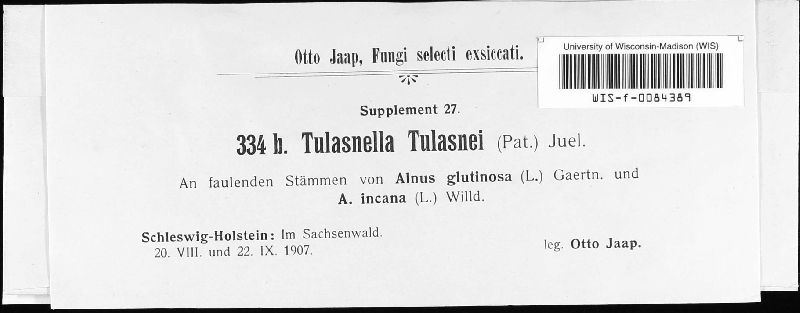 Otto Jaap, Fungi selecti exsiccati.
University of Wisconsin-Madison (WIS)
WIS-f-0084389
Supplement 27.
334 b. Tulasnella Tulasnei (Pat.) Juel.
An faulenden Stämmen von Alnus glutinosa (L.) Gaertn. und
A. incana (L.) Willd.
Schleswig-Holstein: Im Sachsenwald.
20. VIII. und 22. IX. 1907.
leg. Otto Jaap.